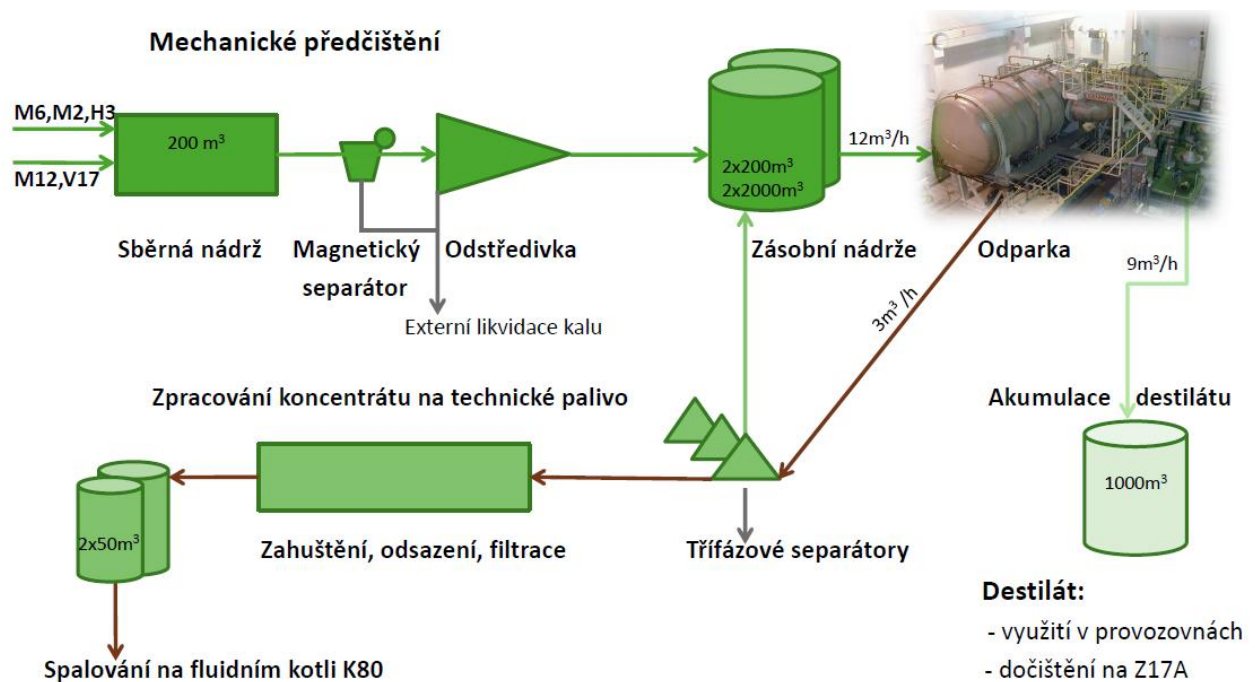 Mechanické předčištění
M6,M2,H3
M12,V17
200 m³
Sběrná nádrž
Magnetický
separátor
Odstředivka
Externí likvidace kalu
2x200m³
2x2000m³
Zásobní nádrže
12m³/h
Odparka
9m³/h
3m³/h
Zpracování koncentrátu na technické palivo
Akumulace destilátu
1000m³
2x50m³
Zahuštění, odsazení, filtrace
Třífázové separátory
Spalování na fluidním kotli K80
Destilát:
- využití v provozovnách
- dočištění na Z17A